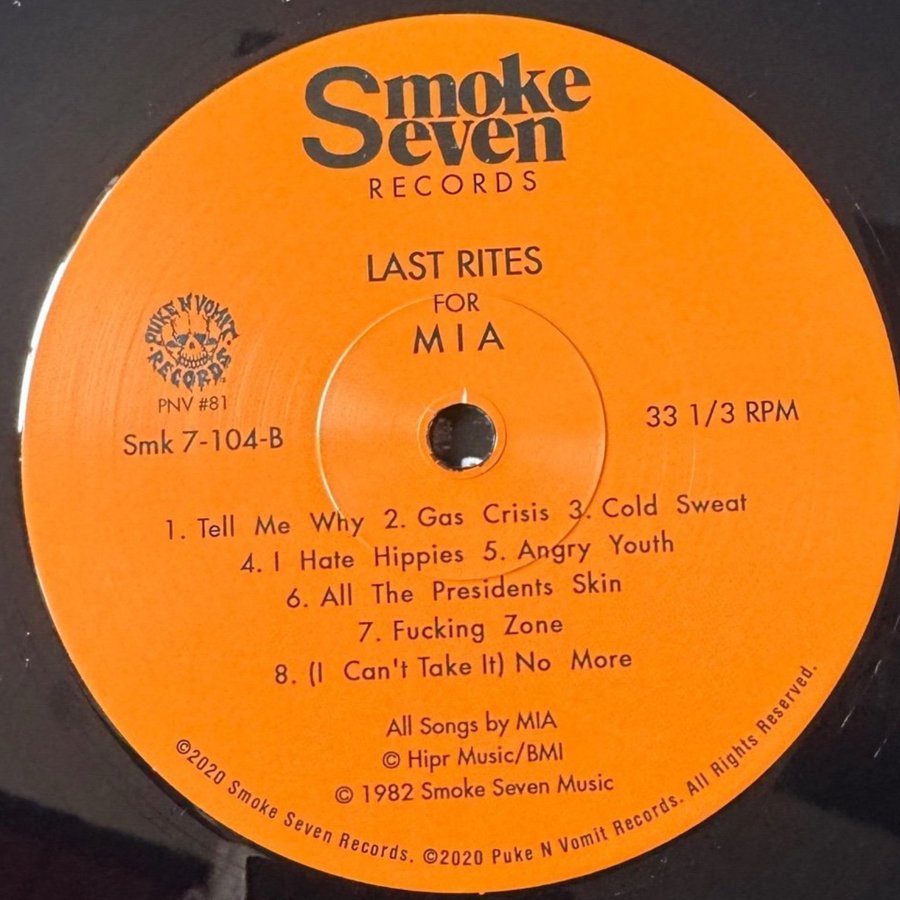 Smoke
Seven
RECORDS
LAST RITES
FOR
MIA
PUKE N VOMIT
RECORDS
PNV #81
Smk 7-104-B
33 1/3 RPM
1. Tell Me Why 2. Gas Crisis 3. Cold Sweat
4. I Hate Hippies 5. Angry Youth
6. All The Presidents Skin
7. Fucking Zone
8. (I Can't Take It) No More
All Songs by MIA
© Hipr Music/BMI
© 1982 Smoke Seven Music
©2020 Smoke Seven Records. ©2020 Puke N Vomit Records. All Rights Reserved.